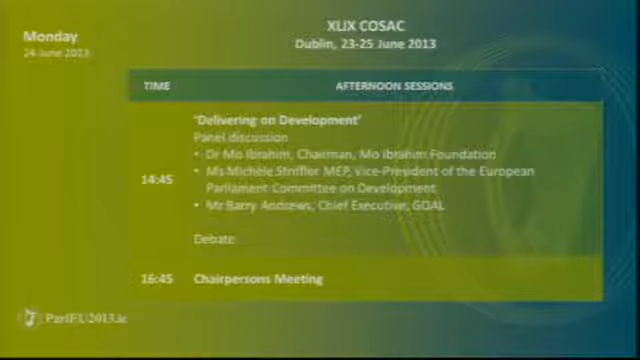 XLIX COSAC
Dublin, 23-25 June 2013
Monday
24 June 2013
TIME
AFTERNOON SESSIONS
14:45
'Delivering on Development'
Panel discussion
• Dr Mo Ibrahim, Chairman, Mo Ibrahim Foundation
• Ms Michèle Striffler MEP, Vice-President of the European
Parliament Committee on Development
• Mr Barry Andrews, Chief Executive, GOAL
Debate
16:45
Chairpersons Meeting
ParlEU2013.ie